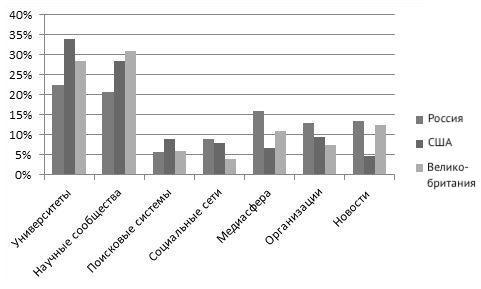 40%
35%
30%
25%
20%
15%
10%
5%
0%
Университеты
Научные сообщества
Поисковые системы
Социальные сети
Медиасфера
Организации
Новости
Россия
США
Велико-
британия